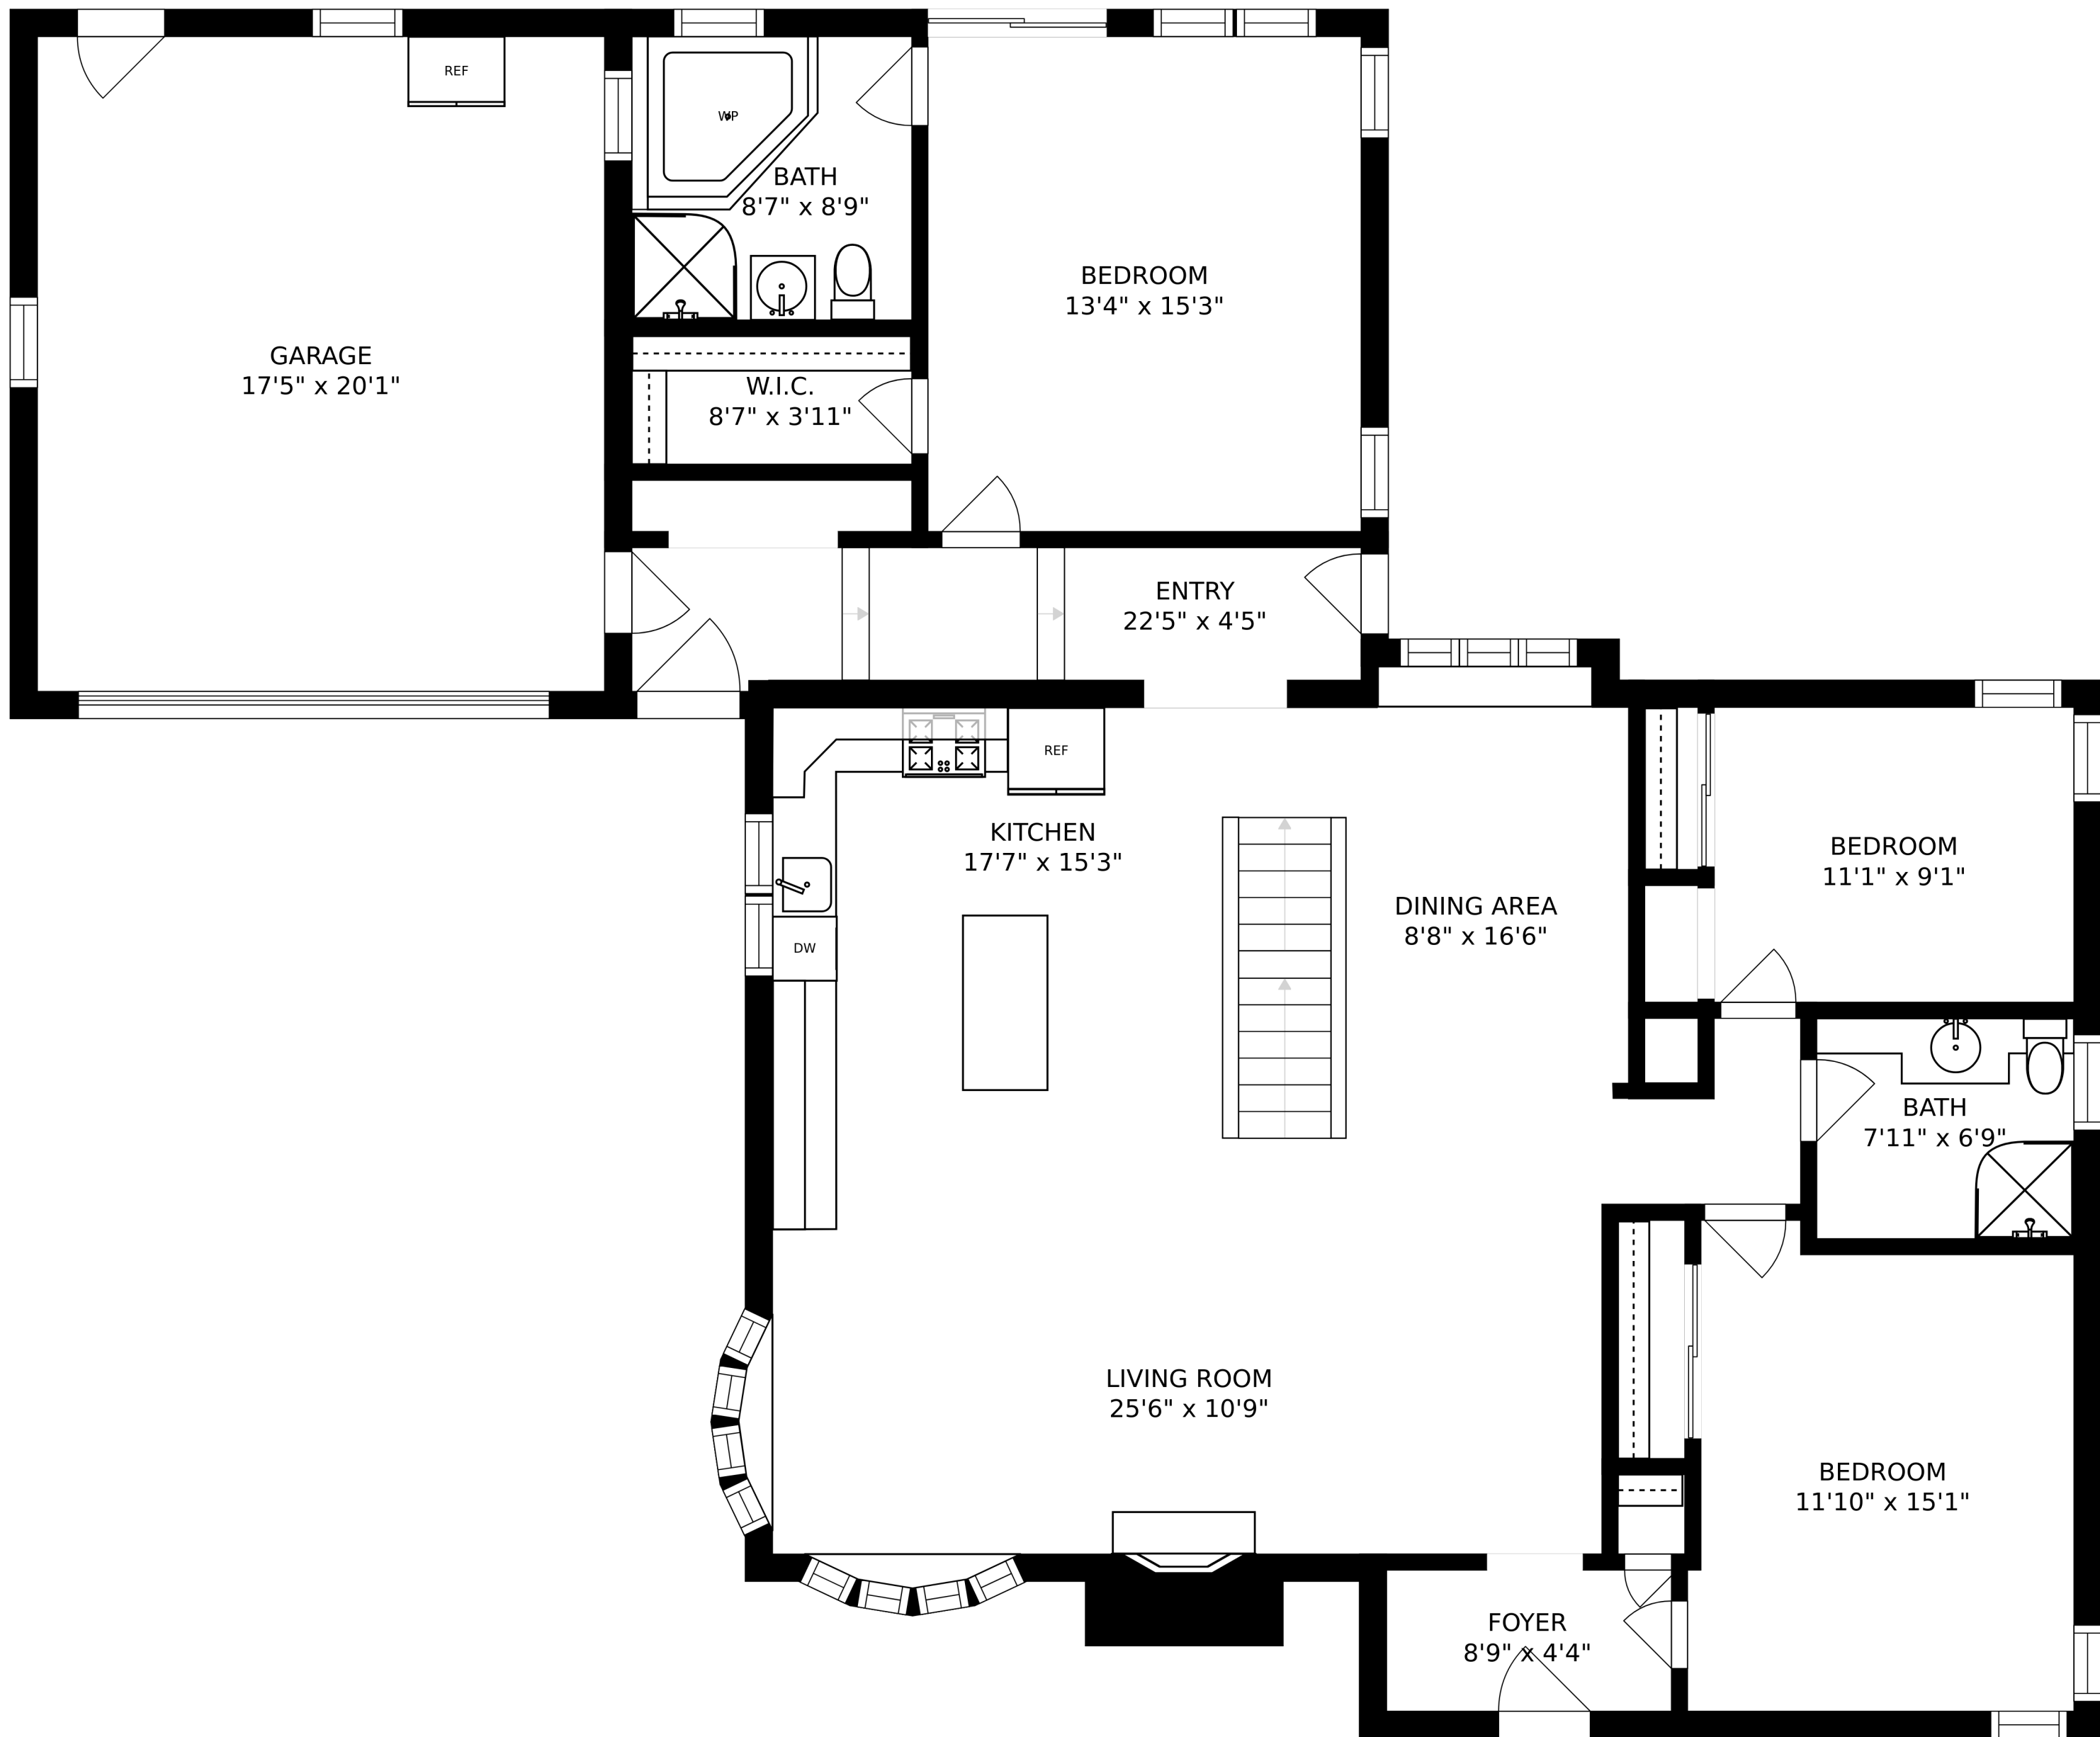 REF
WP
BATH
8'7" x 8'9"
BEDROOM
13'4" x 15'3"
GARAGE
17'5" x 20'1"
W.I.C.
8'7" x 3'11"
ENTRY
22'5" x 4'5"
REF
KITCHEN
17'7" x 15'3"
BEDROOM
11'1" x 9'1"
DINING AREA
8'8" x 16'6"
DW
BATH
7'11" x 6'9"
LIVING ROOM
25'6" x 10'9"
BEDROOM
11'10" x 15'1"
FOYER
8'9" x 4'4"